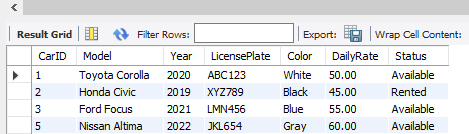 Result Grid Filter Rows: Export: Wrap Cell Content:
CarID Model Year LicensePlate Color DailyRate Status
1 Toyota Corolla 2020 ABC123 White 50.00 Available
2 Honda Civic 2019 XYZ789 Black 45.00 Rented
3 Ford Focus 2021 LMN456 Blue 55.00 Available
5 Nissan Altima 2022 JKL654 Gray 60.00 Available